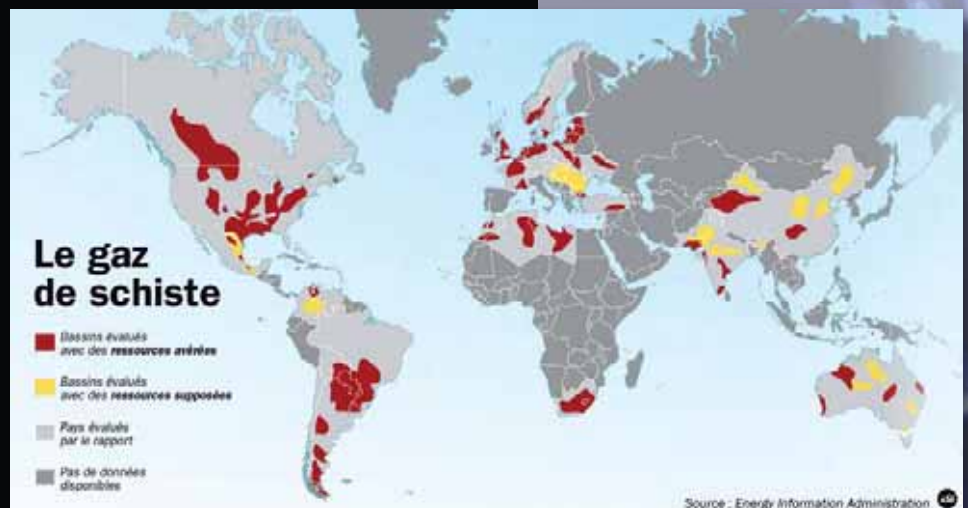 Le gaz
de schiste
Bassins évalués
avec des ressources avérées
Bassins évalués
avec des ressources supposées
Pays évalués
par le rapport
Pas de données
disponibles
Source : Energy Information Administration